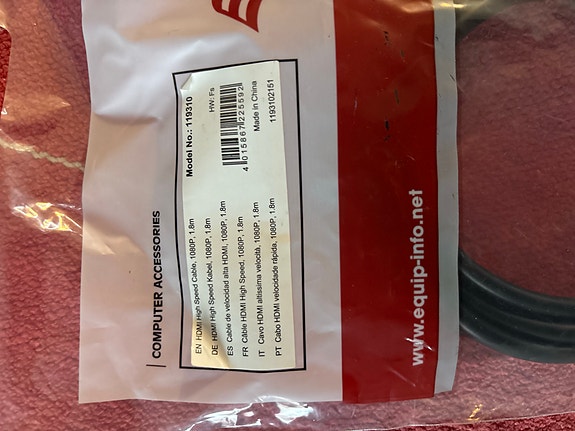 COMPUTER ACCESSORIES
Model No.: 119310
HW: Fs
4 015867 225592
Made in China
1193102151
EN HDMI High Speed Cable, 1080P, 1.8m
DE HDMI High Speed Kabel, 1080P, 1.8m
ES Cable de velocidad alta HDMI, 1080P, 1.8m
FR Câble HDMI High Speed, 1080P, 1.8m
IT Cavo HDMI altissima velocità, 1080P, 1.8m
PT Cabo HDMI velocidade rápida, 1080P, 1.8m
www.equip-info.net